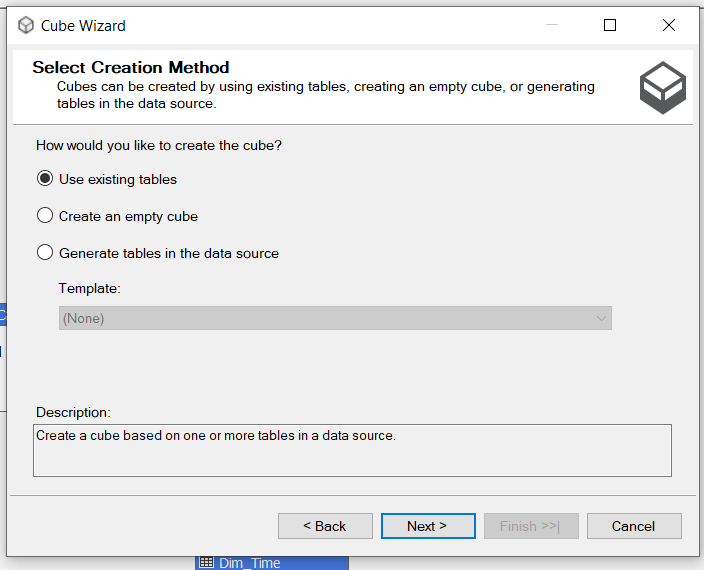 Cube Wizard
Select Creation Method
Cubes can be created by using existing tables, creating an empty cube, or generating
tables in the data source.
How would you like to create the cube?
Use existing tables
Create an empty cube
Generate tables in the data source
Template:
(None)
Description:
Create a cube based on one or more tables in a data source.
< Back
Next >
Finish >>|
Cancel
Dim_Time